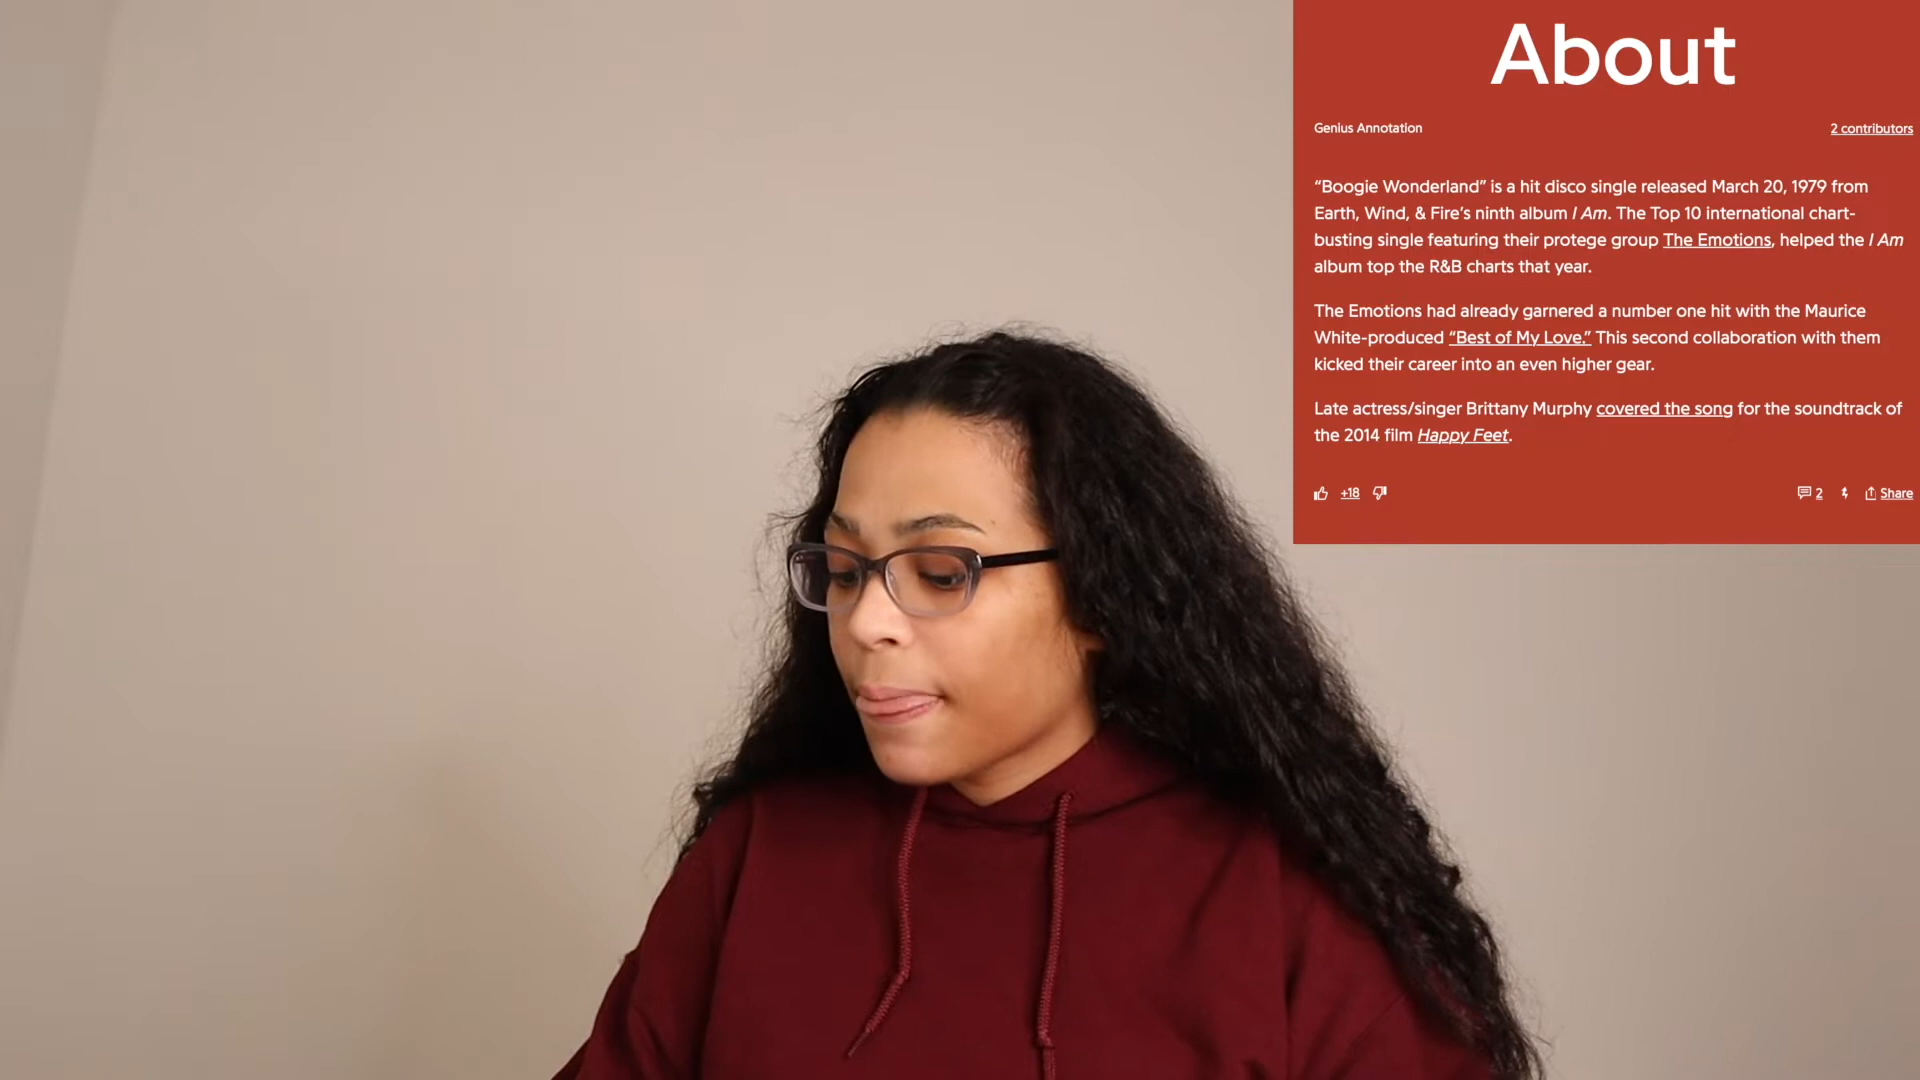 About
Genius Annotation
2 contributors
“Boogie Wonderland” is a hit disco single released March 20, 1979 from
Earth, Wind, & Fire’s ninth album I Am. The Top 10 international chart-
busting single featuring their protege group The Emotions, helped the I Am
album top the R&B charts that year.
The Emotions had already garnered a number one hit with the Maurice
White-produced “Best of My Love.” This second collaboration with them
kicked their career into an even higher gear.
Late actress/singer Brittany Murphy covered the song for the soundtrack of
the 2014 film Happy Feet.
+18
2
Share